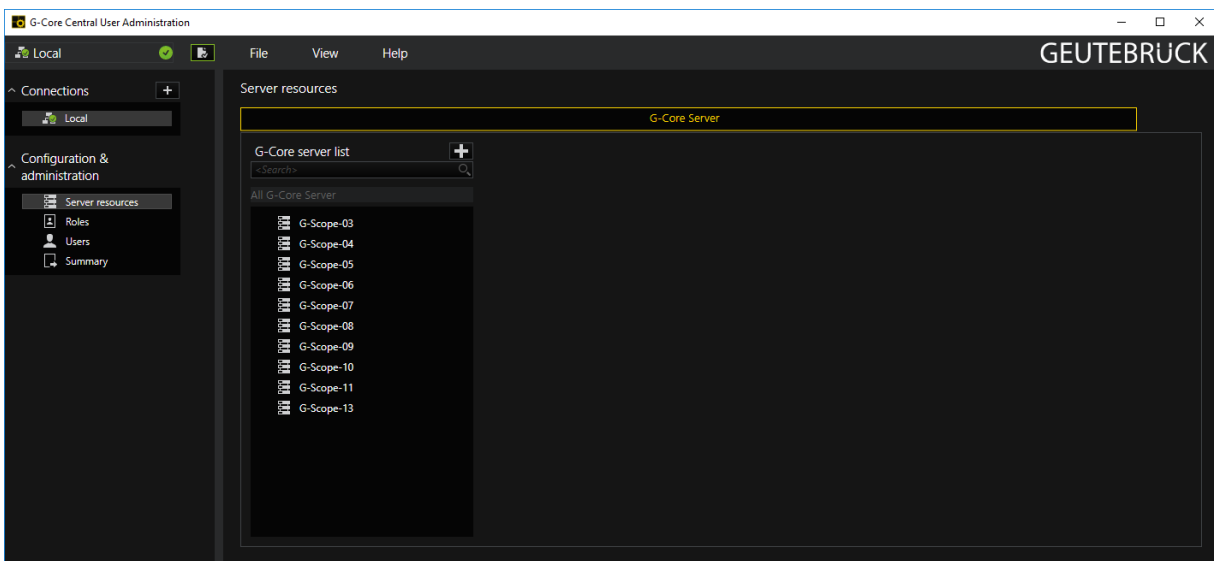 G-Core Central User Administration
Local
File View Help
GEUTEBRÜCK
Connections
Local
Configuration &
administration
Server resources
Roles
Users
Summary
Server resources
G-Core Server
G-Core server list
<Search>
All G-Core Server
G-Scope-03
G-Scope-04
G-Scope-05
G-Scope-06
G-Scope-07
G-Scope-08
G-Scope-09
G-Scope-10
G-Scope-11
G-Scope-13